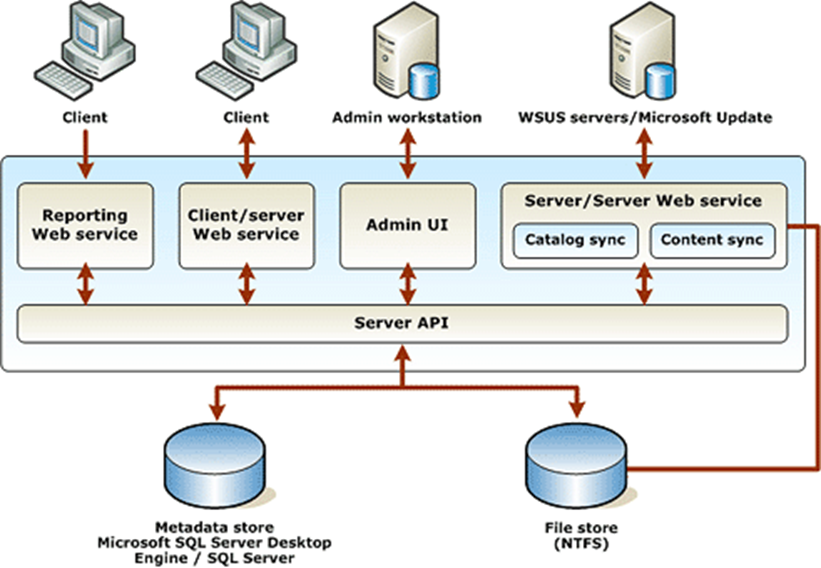 Client
Client
Admin workstation
WSUS servers/Microsoft Update
Reporting
Web service
Client/server
Web service
Admin UI
Server/Server Web service
Catalog sync
Content sync
Server API
Metadata store
Microsoft SQL Server Desktop
Engine / SQL Server
File store
(NTFS)